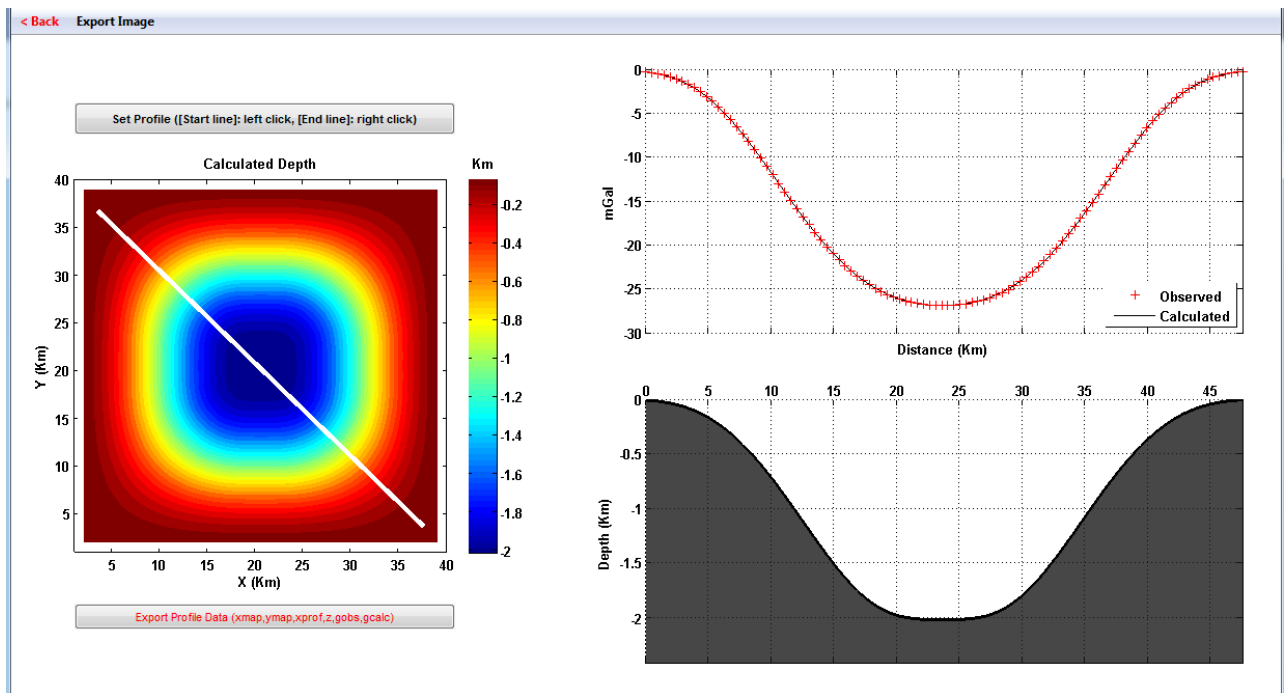 < Back Export Image
Set Profile ([Start line]: left click, [End line]: right click)
Calculated Depth
Km
40
35
30
25
20
15
10
5
Y (Km)
5 10 15 20 25 30 35 40
X (Km)
-0.2
-0.4
-0.6
-0.8
-1
-1.2
-1.4
-1.6
-1.8
-2
Export Profile Data (xmap,ymap,xprof,z,gobs,gcalc)
0
-5
-10
-15
-20
-25
-30
mGal
Observed
Calculated
Distance (Km)
0 5 10 15 20 25 30 35 40 45
0
-0.5
-1
-1.5
-2
Depth (Km)